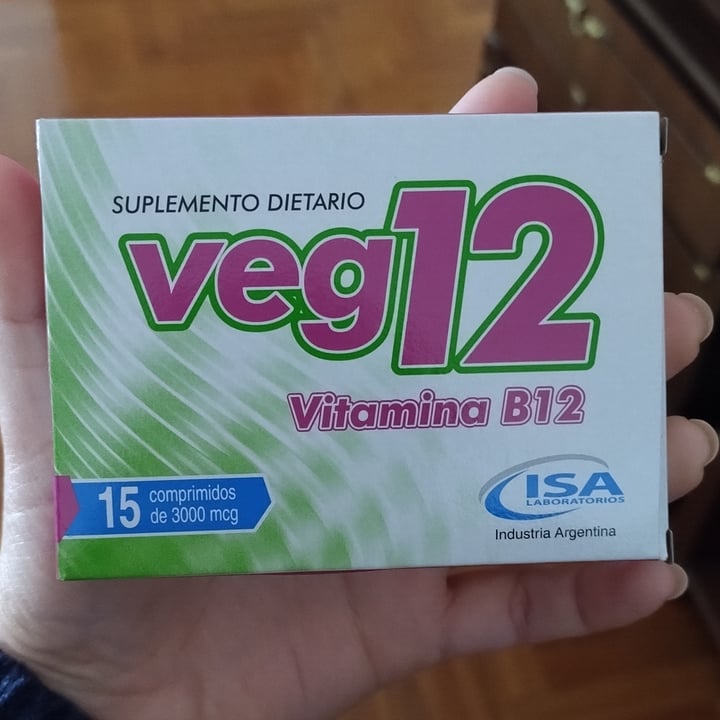 SUPLEMENTO DIETARIO
veg12
Vitamina B12
15 comprimidos
de 3000 mcg
ISA
LABORATORIOS
Industria Argentina